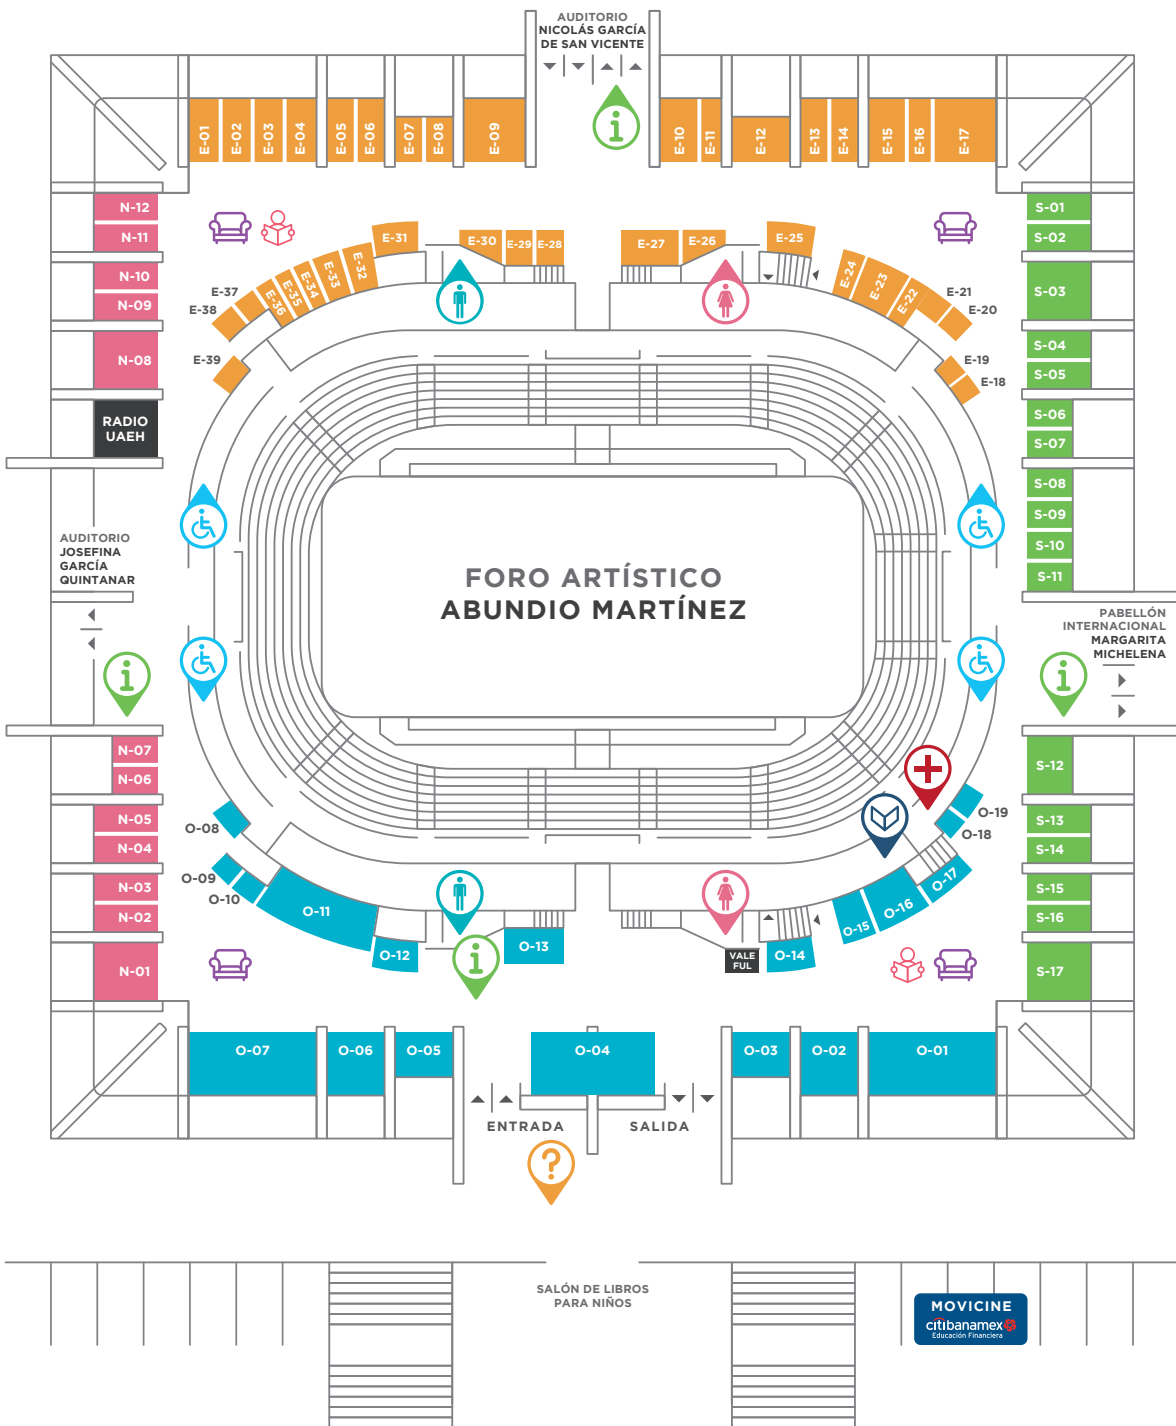 AUDITORIO
NICOLÁS GARCÍA
DE SAN VICENTE
E-01
E-02
E-03
E-04
E-05
E-06
E-07
E-08
E-09
E-10
E-11
E-12
E-13
E-14
E-15
E-16
E-17
N-12
N-11
N-10
N-09
N-08
RADIO
UAEH
S-01
S-02
S-03
S-04
S-05
S-06
S-07
S-08
S-09
S-10
S-11
E-31
E-30
E-29
E-28
E-27
E-26
E-25
E-32
E-33
E-34
E-35
E-36
E-37
E-38
E-39
E-24
E-23
E-22
E-21
E-20
E-19
E-18
AUDITORIO
JOSEFINA
GARCÍA
QUINTANAR
FORO ARTÍSTICO
ABUNDIO MARTÍNEZ
PABELLÓN
INTERNACIONAL
MARGARITA
MICHELENA
N-07
N-06
N-05
N-04
N-03
N-02
N-01
S-12
S-13
S-14
S-15
S-16
S-17
O-08
O-09
O-10
O-11
O-12
O-13
VALE
FUL
O-14
O-15
O-16
O-17
O-18
O-19
O-07
O-06
O-05
O-04
O-03
O-02
O-01
ENTRADA
SALIDA
?
SALÓN DE LIBROS
PARA NIÑOS
MOVICINE
citibanamex
Educación Financiera